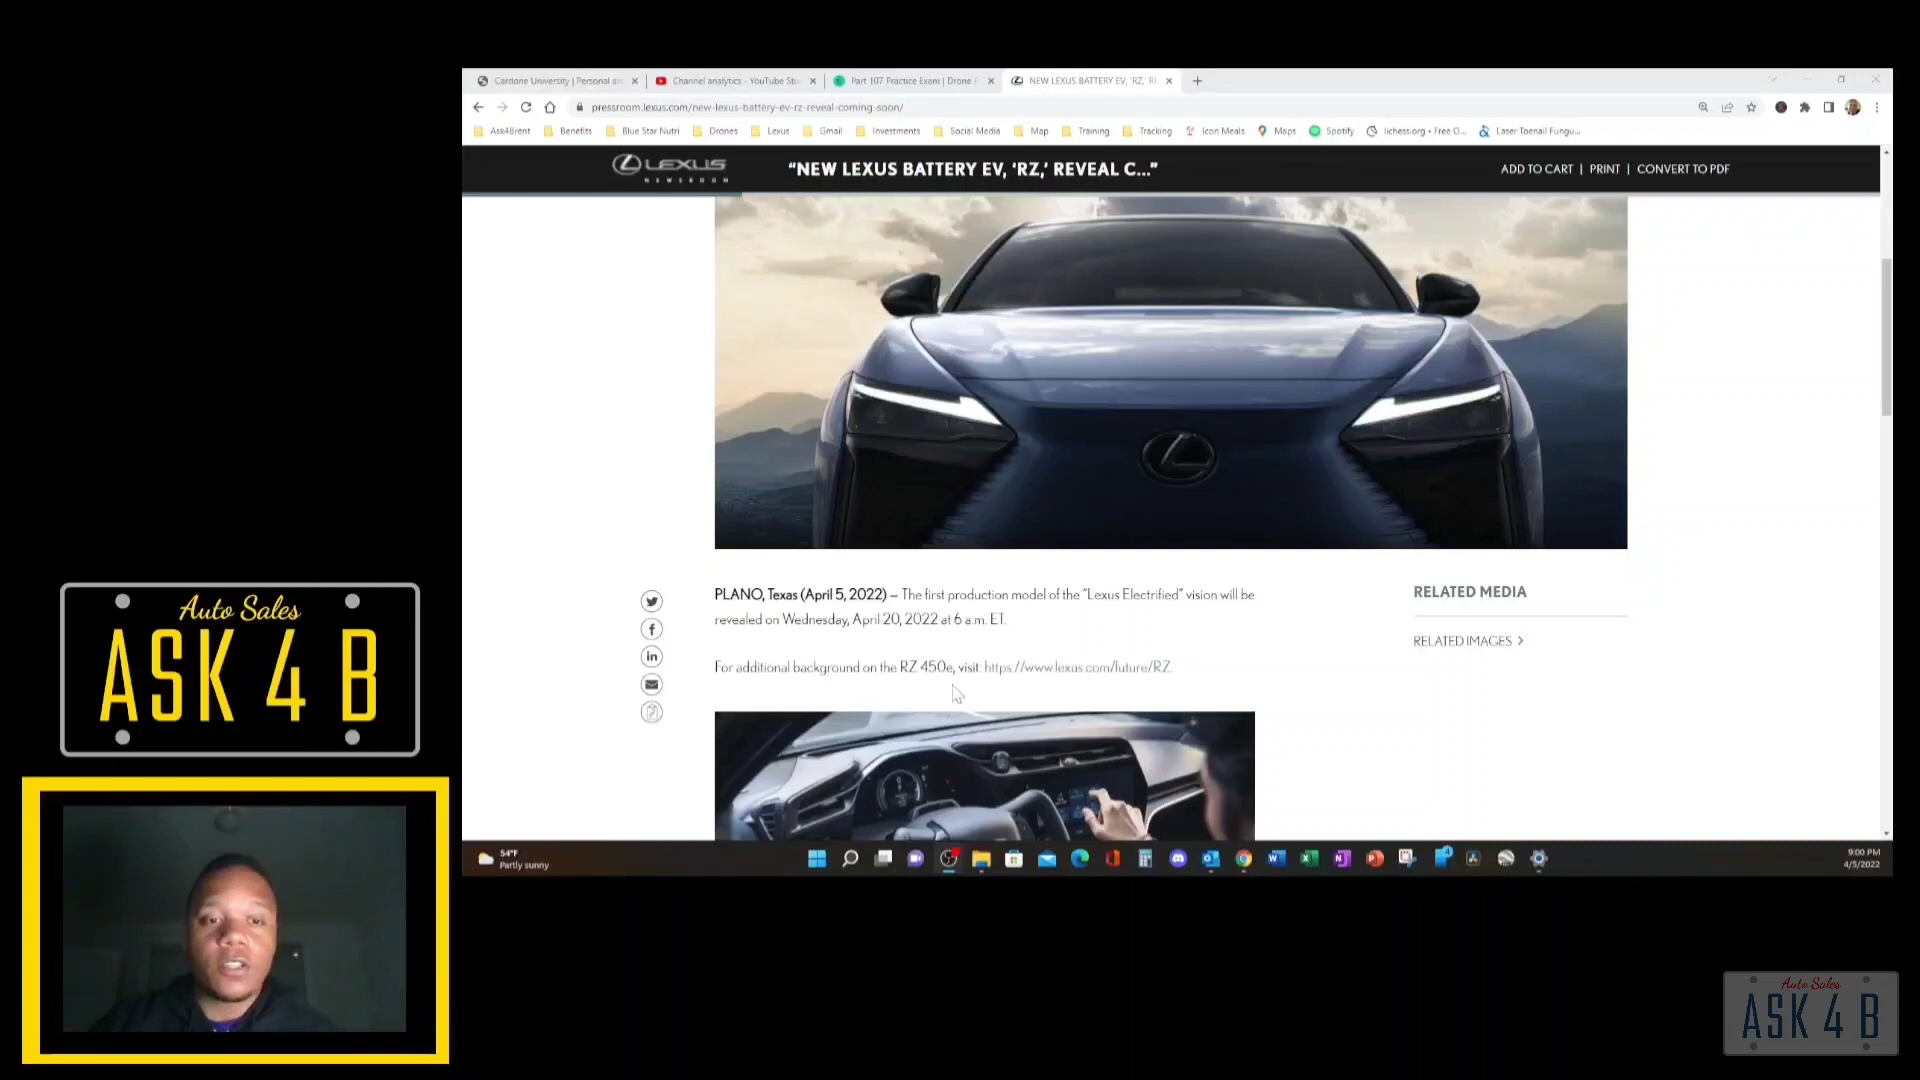 Cardone University | Personal an
Channel analytics - YouTube Stu
Part 107 Practice Exam | Drone P
NEW LEXUS BATTERY EV, 'RZ,' RE
pressroom.lexus.com/new-lexus-battery-ev-rz-reveal-coming-soon/
Ask4Brent
Benefits
Blue Star Nutri
Drones
Lexus
Gmail
Investments
Social Media
Map
Training
Tracking
Icon Meals
Maps
Spotify
lichess.org • Free O...
Laser Toenail Fungu...
LEXUS
NEWSROOM
“NEW LEXUS BATTERY EV, ‘RZ,’ REVEAL C...”
ADD TO CART | PRINT | CONVERT TO PDF
PLANO, Texas (April 5, 2022) – The first production model of the “Lexus Electrified” vision will be
revealed on Wednesday, April 20, 2022 at 6 a.m. ET.
For additional background on the RZ 450e, visit: https://www.lexus.com/future/RZ.
RELATED MEDIA
RELATED IMAGES >
54°F
Partly sunny
9:00 PM
4/5/2022
Auto Sales
ASK 4 B
Auto Sales
ASK 4 B